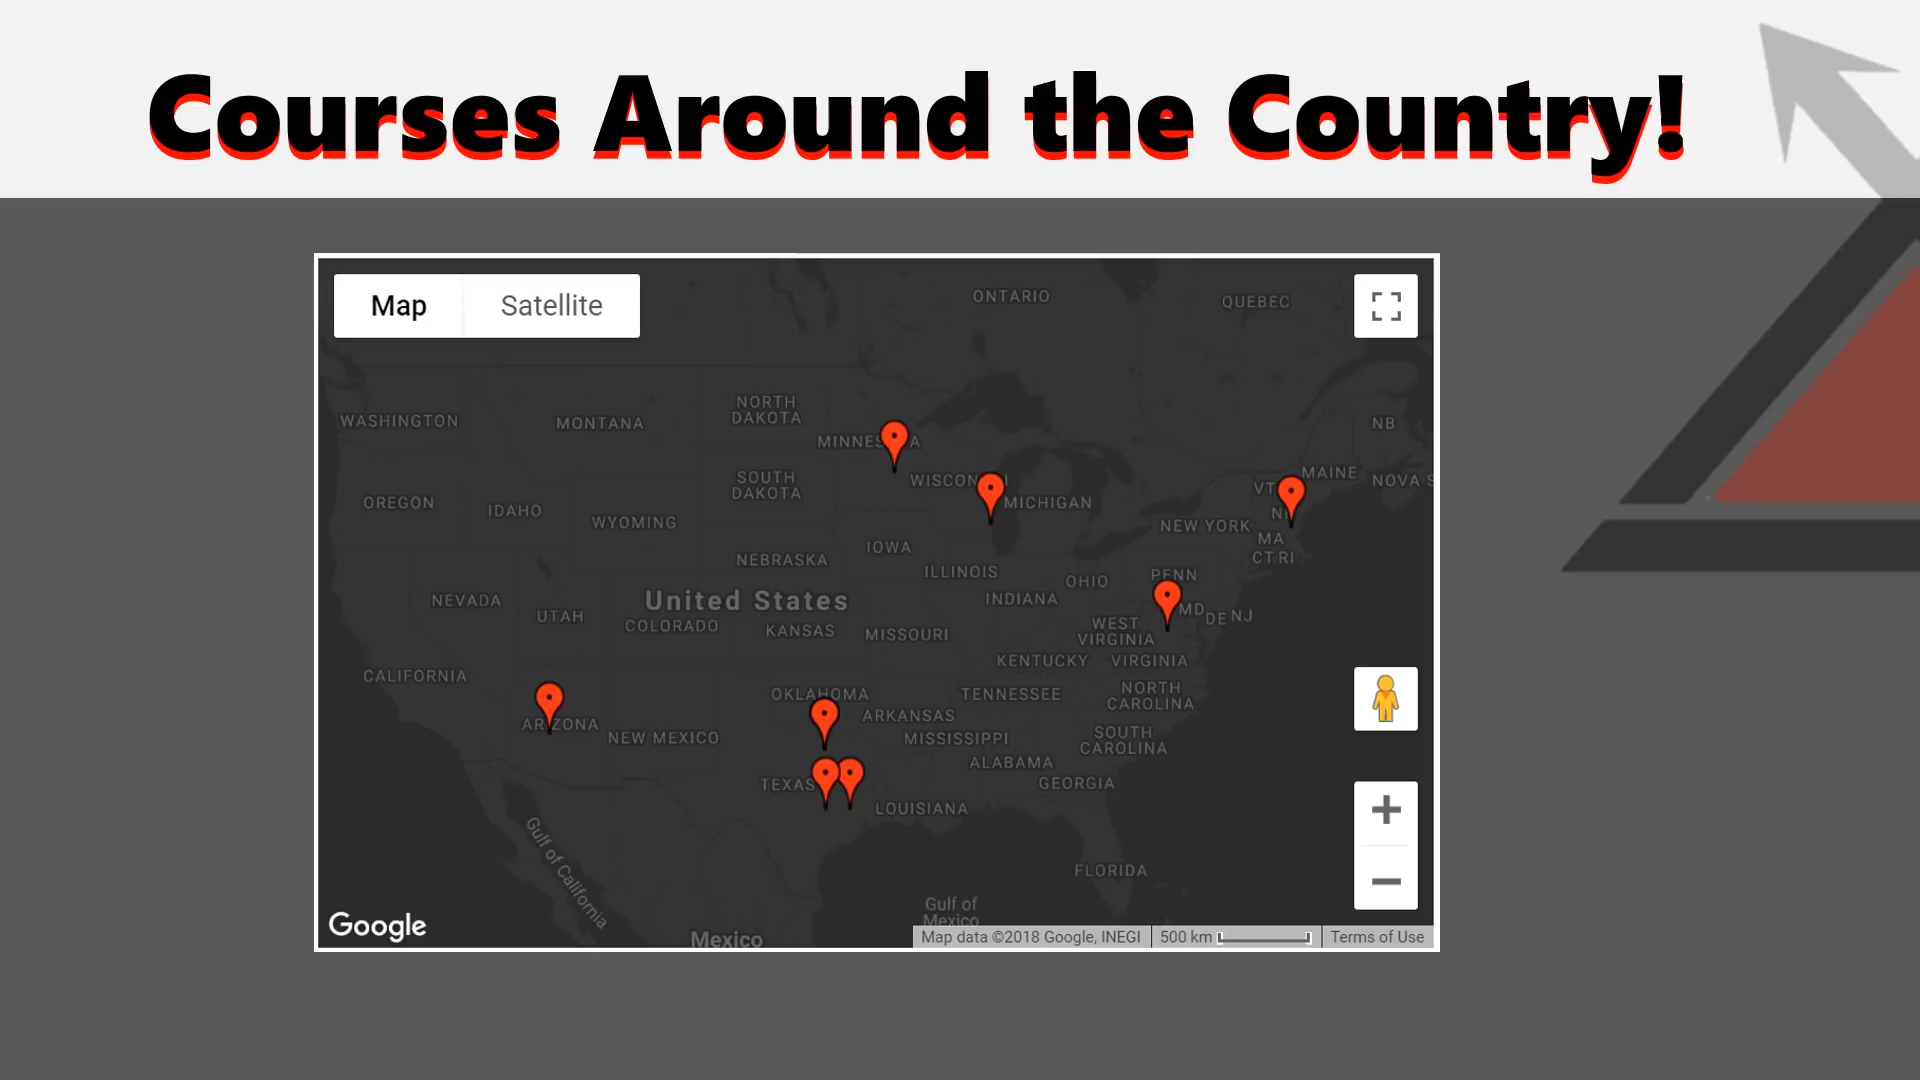 Courses Around the Country!
Map
Satellite
ONTARIO
QUEBEC
NORTH
DAKOTA
WASHINGTON
MONTANA
NB
MAINE
SOUTH
DAKOTA
MICHIGAN
NOVA
VT
OREGON
IDAHO
WYOMING
NEW YORK
MA
CT RI
IOWA
NEBRASKA
ILLINOIS
OHIO
PENN
NEVADA
United States
INDIANA
MD
DE
NJ
UTAH
COLORADO
KANSAS
MISSOURI
WEST
VIRGINIA
KENTUCKY
VIRGINIA
CALIFORNIA
OKLAHOMA
TENNESSEE
NORTH
CAROLINA
ARIZONA
NEW MEXICO
ARKANSAS
MISSISSIPPI
SOUTH
CAROLINA
ALABAMA
GEORGIA
TEXAS
LOUISIANA
Gulf of California
FLORIDA
Gulf of
Mexico
Google
Mexico
Map data ©2018 Google, INEGI
500 km
Terms of Use